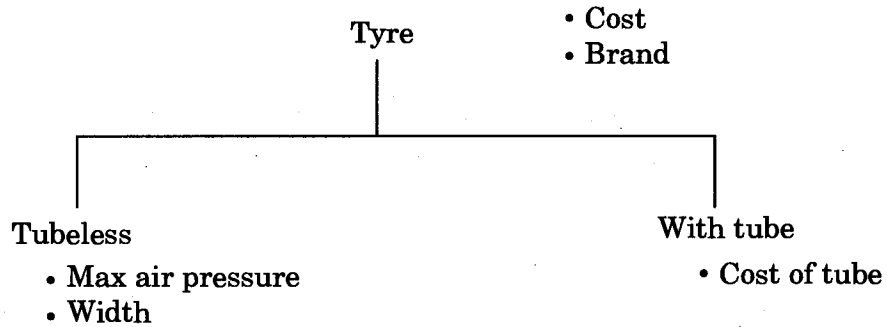 Tyre
• Cost
• Brand
Tubeless
• Max air pressure
• Width
With tube
• Cost of tube